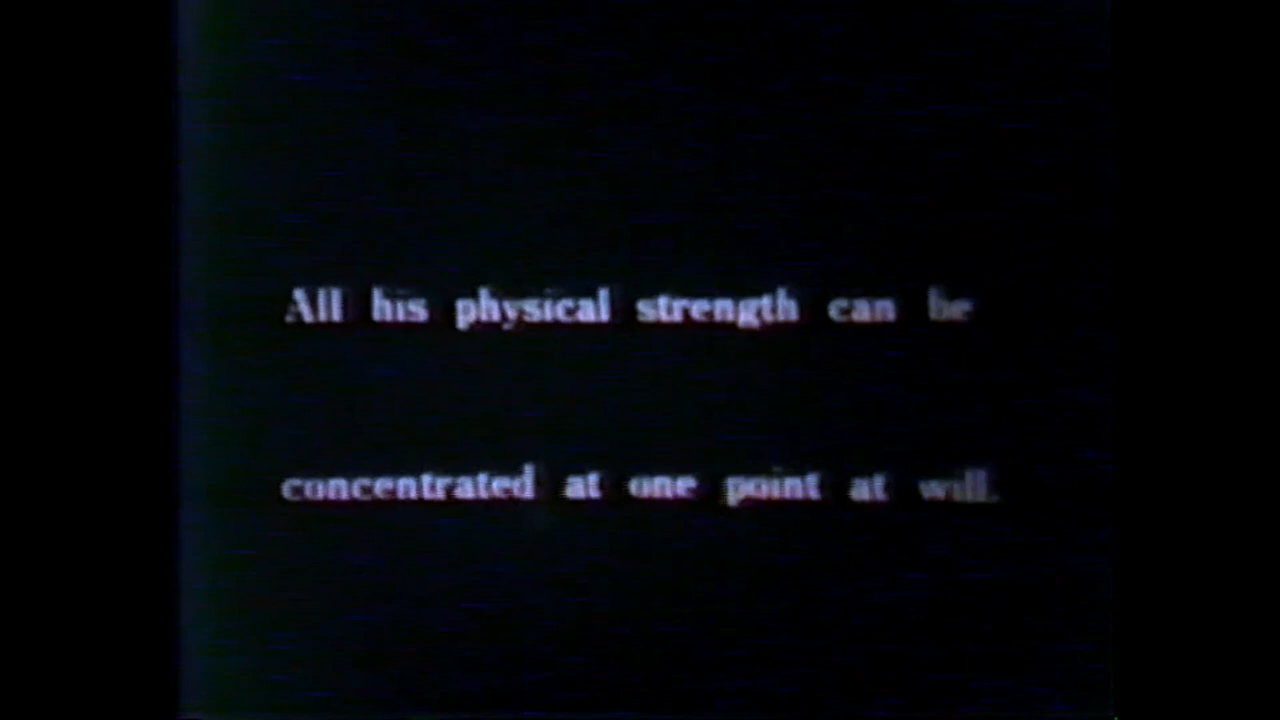 All his physical strength can be
concentrated at one point at will.